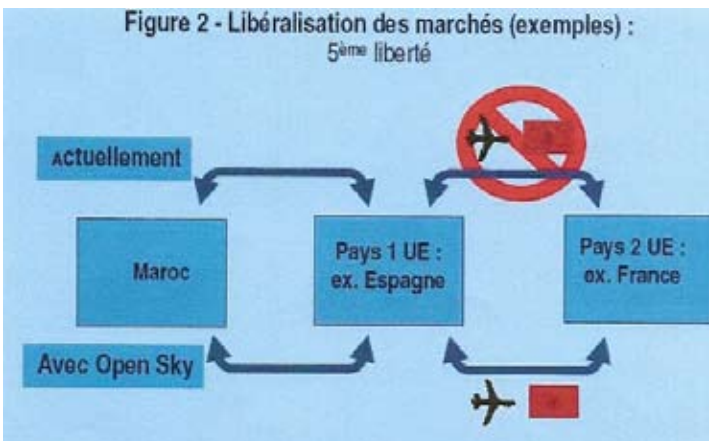 Figure 2 - Libéralisation des marchés (exemples) :
5ème liberté
Actuellement
Maroc
Pays 1 UE :
ex. Espagne
Pays 2 UE :
ex. France
Avec Open Sky